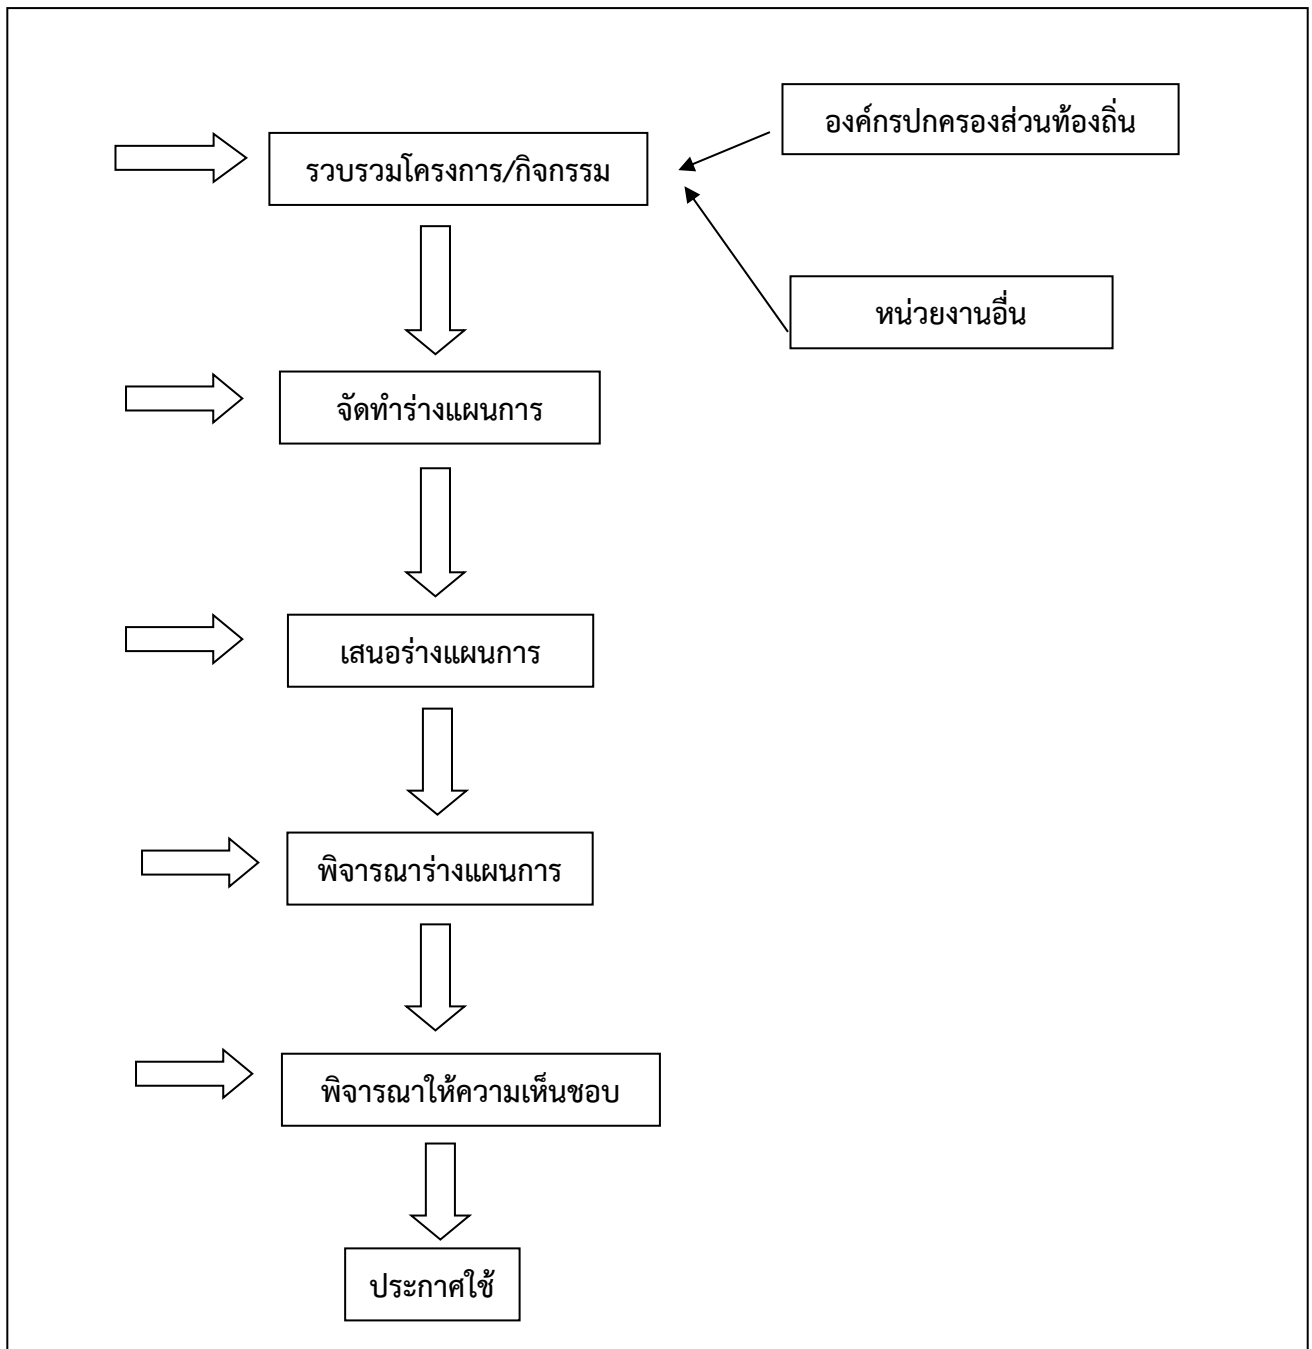 องค์กรปกครองส่วนท้องถิ่น
รวบรวมโครงการ/กิจกรรม
หน่วยงานอื่น
จัดทำร่างแผนการ
เสนอร่างแผนการ
พิจารณาร่างแผนการ
พิจารณาให้ความเห็นชอบ
ประกาศใช้